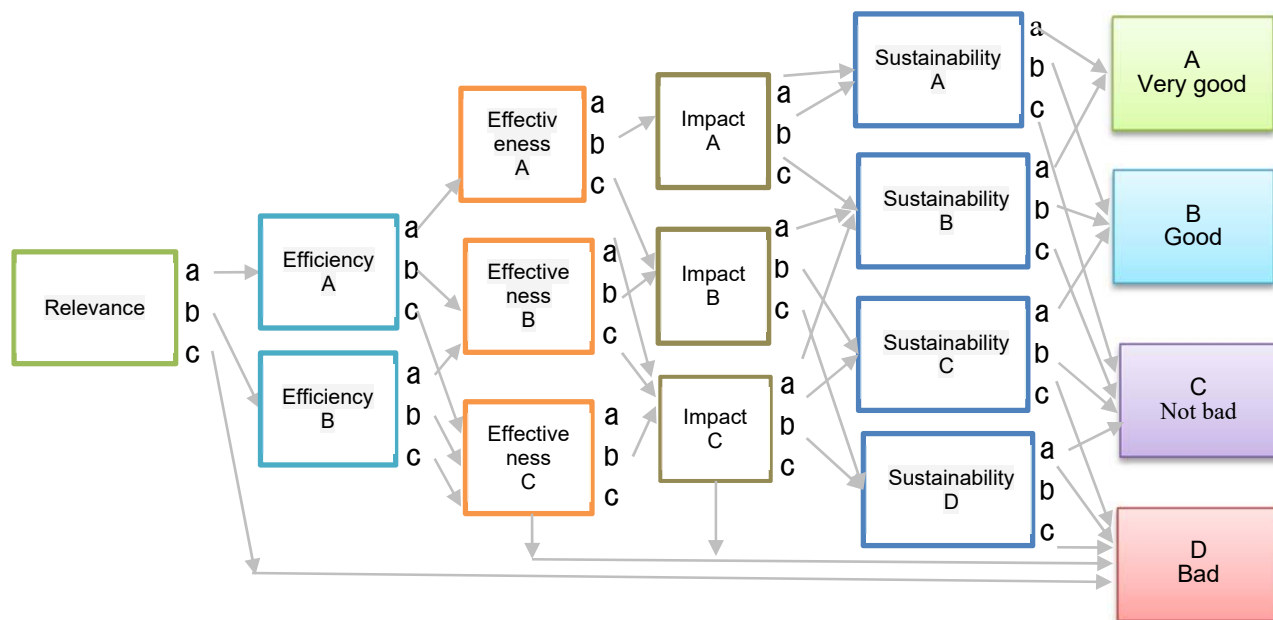 Relevance
a
b
c
Efficiency
A
a
b
c
Efficiency
B
a
b
c
Effectiv
eness
A
a
b
c
Effective
ness
B
a
b
c
Effective
ness
C
a
b
c
Impact
A
a
b
c
Impact
B
a
b
c
Impact
C
a
b
c
Sustainability
A
a
b
c
Sustainability
B
a
b
c
Sustainability
C
a
b
c
Sustainability
D
a
b
c
A
Very good
B
Good
C
Not bad
D
Bad